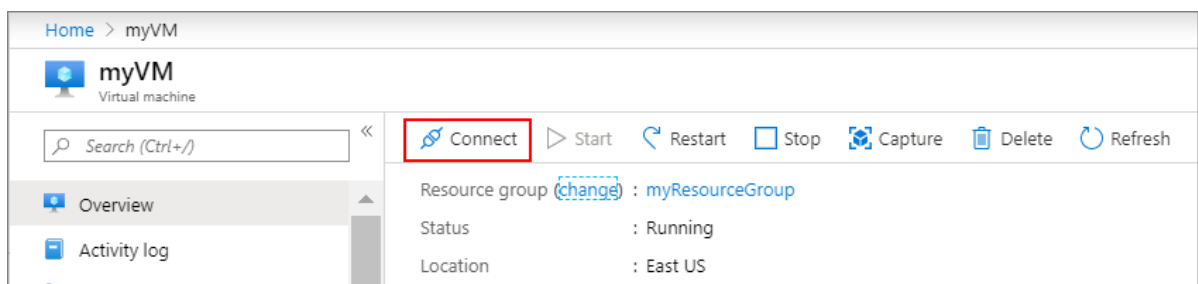 Home > myVM
myVM
Virtual machine
Search (Ctrl+/)
«
Connect Start Restart Stop Capture Delete Refresh
Overview
Activity log
Resource group (change) : myResourceGroup
Status : Running
Location : East US